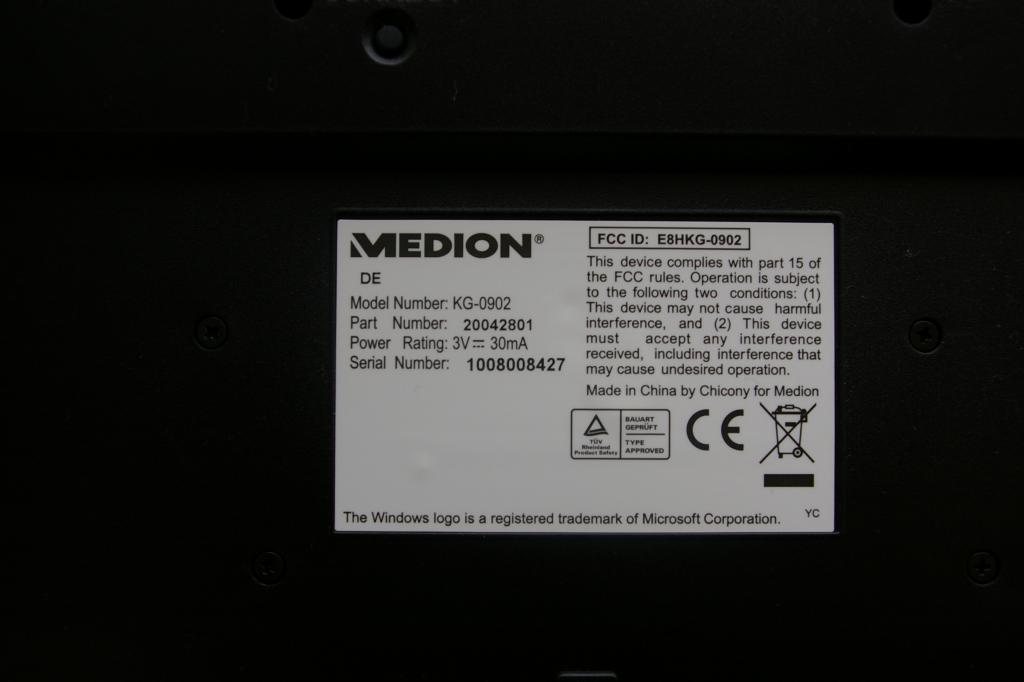 MEDION®
DE
Model Number: KG-0902
Part Number: 20042801
Power Rating: 3V⎓ 30mA
Serial Number: 1008008427
FCC ID: E8HKG-0902
This device complies with part 15 of
the FCC rules. Operation is subject
to the following two conditions: (1)
This device may not cause harmful
interference, and (2) This device
must accept any interference
received, including interference that
may cause undesired operation.
Made in China by Chicony for Medion
TÜV
Rheinland
Product Safety
BAUART
GEPRÜFT
TYPE
APPROVED
CE
The Windows logo is a registered trademark of Microsoft Corporation.
YC